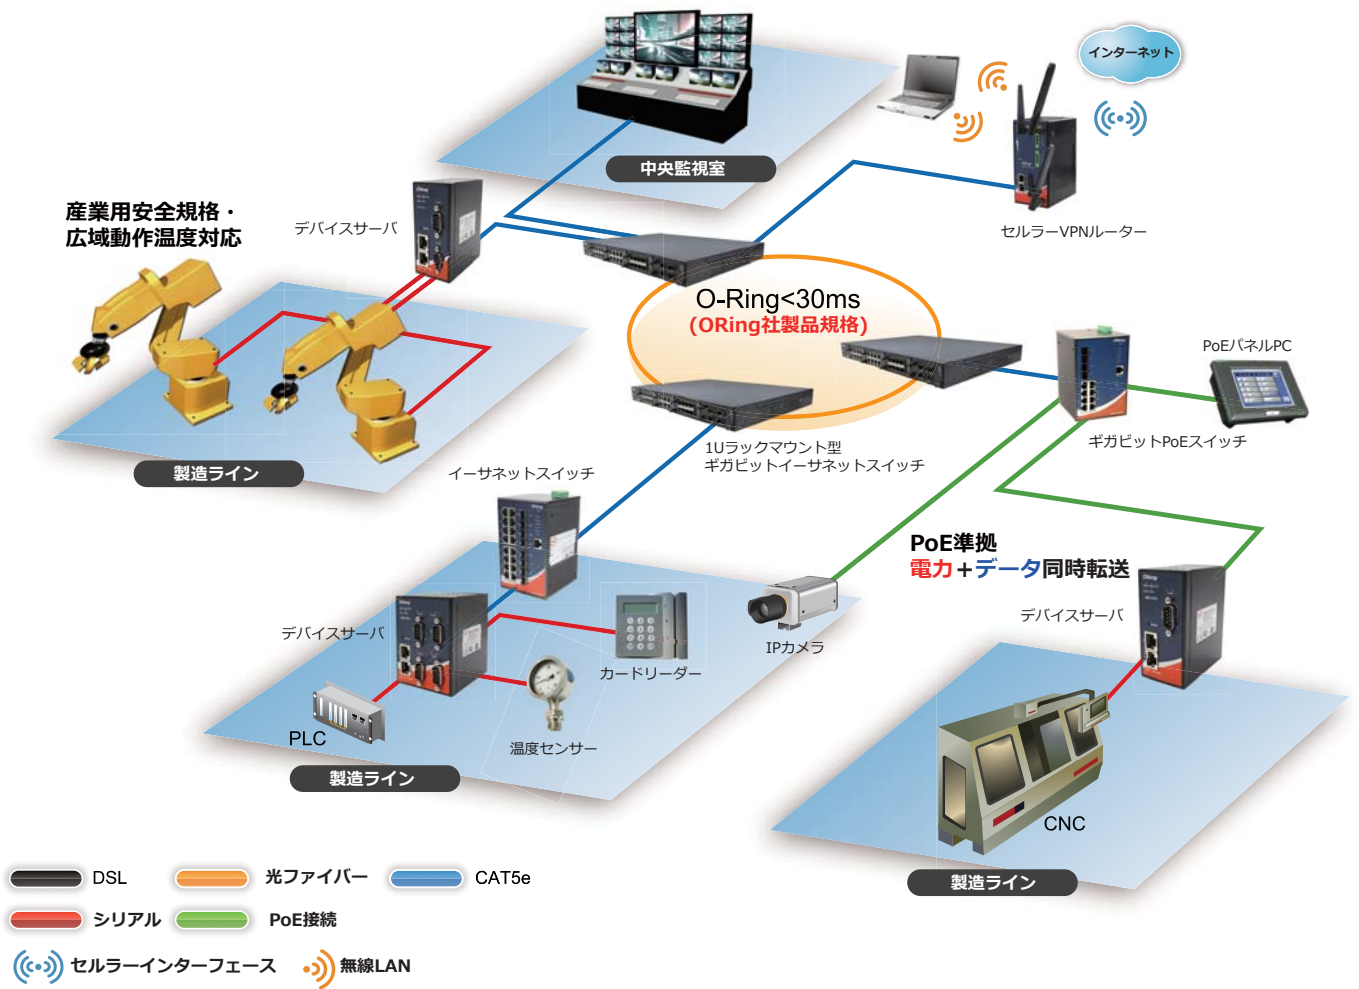 インターネット
中央監視室
産業用安全規格・
広域動作温度対応
デバイスサーバ
セルラーVPNルーター
O-Ring<30ms
(ORing社製品規格)
PoEパネルPC
ギガビットPoEスイッチ
1Uラックマウント型
ギガビットイーサネットスイッチ
製造ライン
イーサネットスイッチ
PoE準拠
電力+データ同時転送
デバイスサーバ
デバイスサーバ
IPカメラ
カードリーダー
PLC
温度センサー
製造ライン
CNC
製造ライン
DSL
光ファイバー
CAT5e
シリアル
PoE接続
セルラーインターフェース
無線LAN